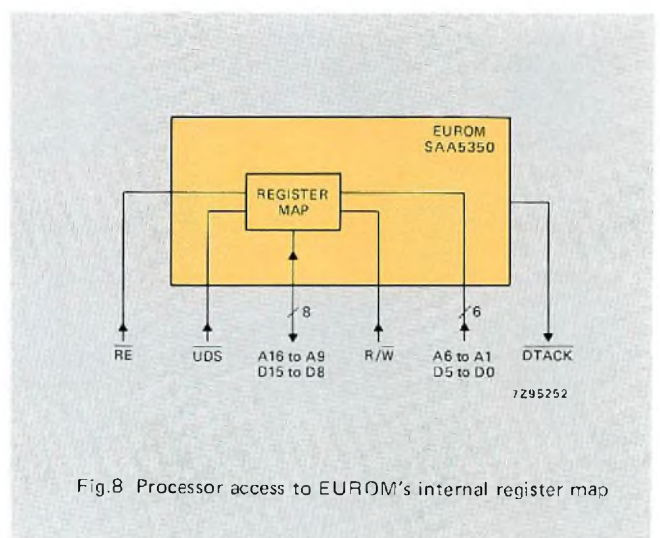 EUROM
SAA5350
REGISTER
MAP
8
6
RE
UDS
A16 to A9
D15 to D8
R/W
A6 to A1
D5 to D0
DTACK
7Z95252
Fig.8 Processor access to EUROM's internal register map